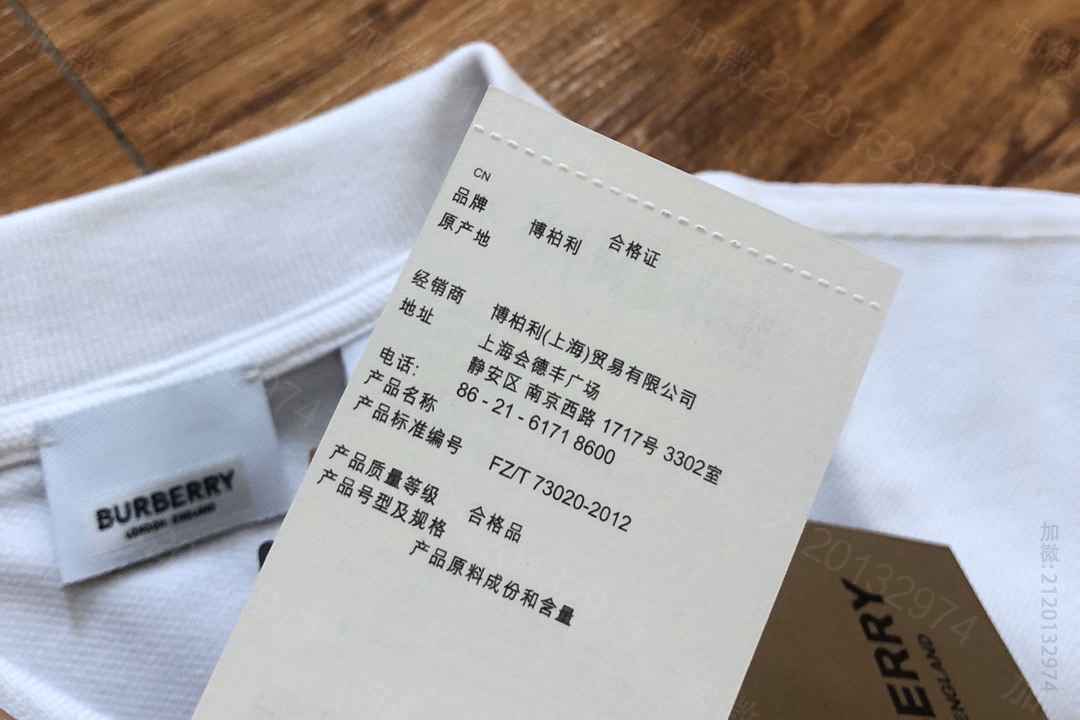 CN
品牌 博柏利 合格证
原产地
经销商 博柏利(上海)贸易有限公司
地址 上海会德丰广场
静安区 南京西路 1717号 3302室
电话: 86 - 21 - 6171 8600
产品名称
产品标准编号 FZ/T 73020-2012
产品质量等级 合格品
产品号型及规格
产品原料成份和含量
BURBERRY
LONDON ENGLAND
ERRY
ENGLAND
加微: 2120132974